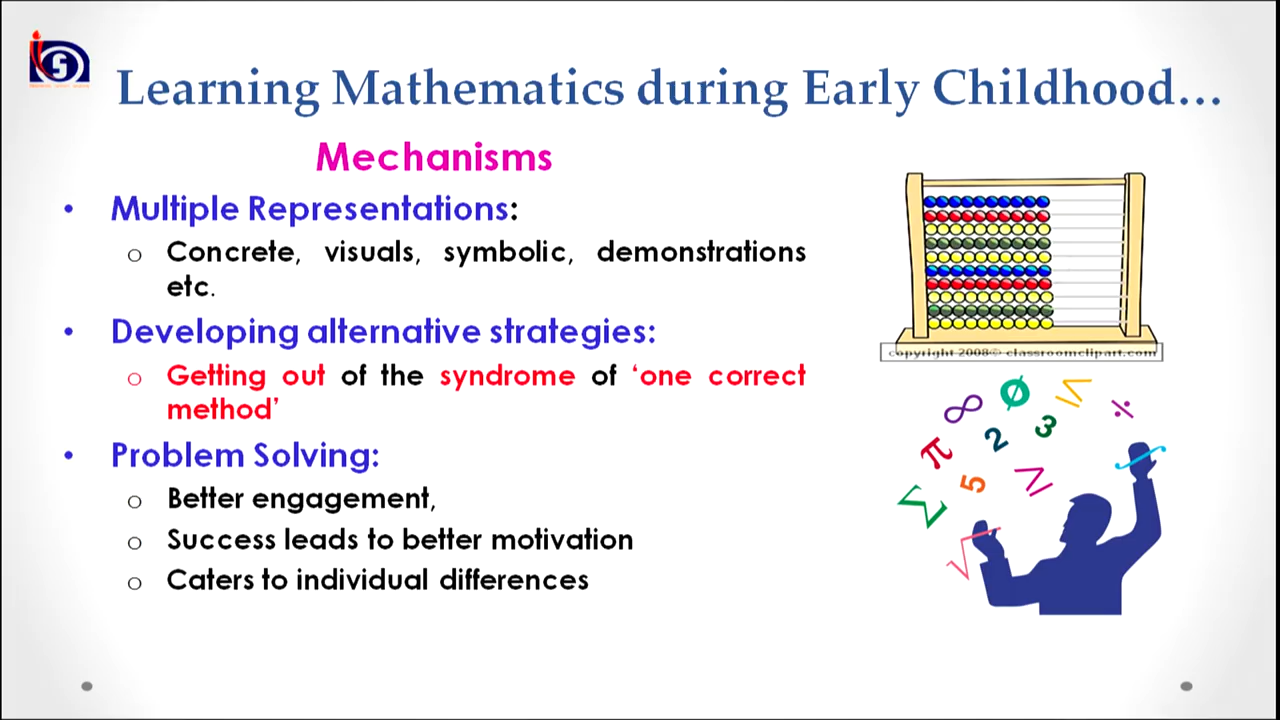 Learning Mathematics during Early Childhood...
Mechanisms
• Multiple Representations:
o Concrete, visuals, symbolic, demonstrations
etc.
• Developing alternative strategies:
o Getting out of the syndrome of ‘one correct
method’
• Problem Solving:
o Better engagement,
o Success leads to better motivation
o Caters to individual differences
copyright 2008© classroomclipart.com
∞ Ø ≤ ÷
π 2 3 ∫
Σ 5 ≥
√